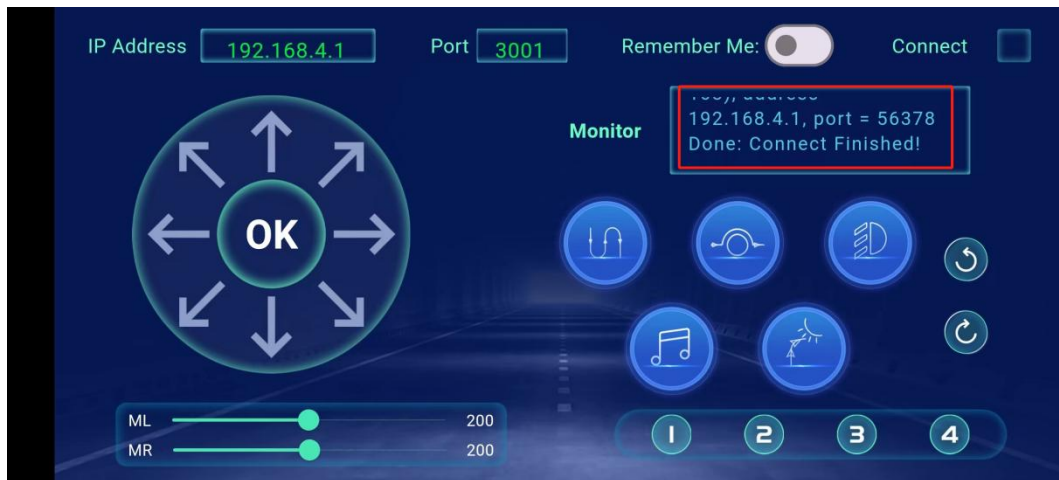 IP Address 192.168.4.1 Port 3001 Remember Me: Connect
Monitor
192.168.4.1, port = 56378
Done: Connect Finished!
OK
ML 200
MR 200
1 2 3 4